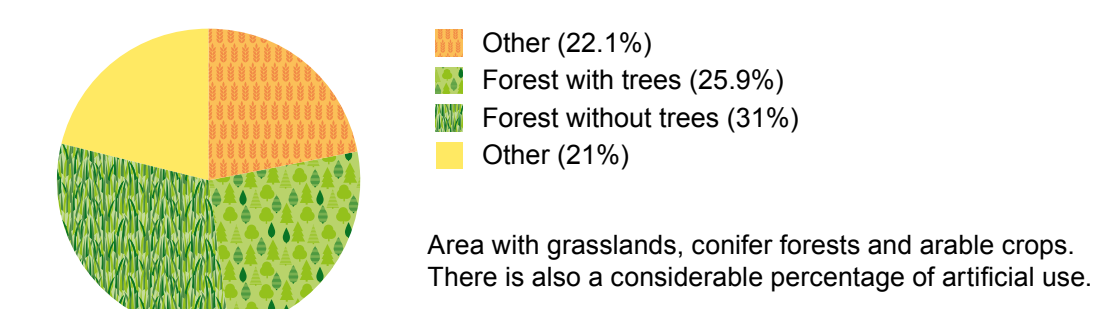 Other (22.1%)
Forest with trees (25.9%)
Forest without trees (31%)
Other (21%)
Area with grasslands, conifer forests and arable crops.
There is also a considerable percentage of artificial use.